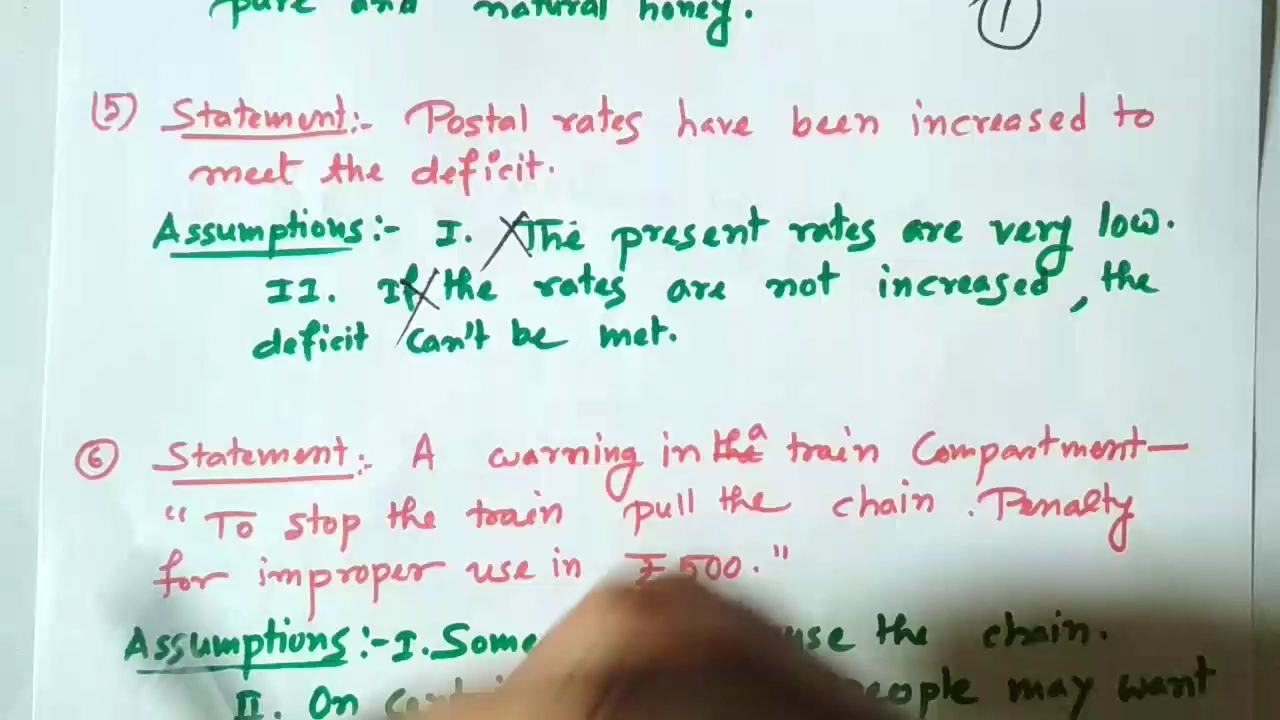 pure and natural honey.
1
(5) Statement:- Postal rates have been increased to
meet the deficit.
Assumptions:- I. The present rates are very low.
II. If the rates are not increased, the
deficit can't be met.
6 Statement:- A warning in the a train Compartment—
"To stop the train pull the chain. Penalty
for improper use in ₹500."
Assumptions:- I. Some use the chain.
II. On people may want